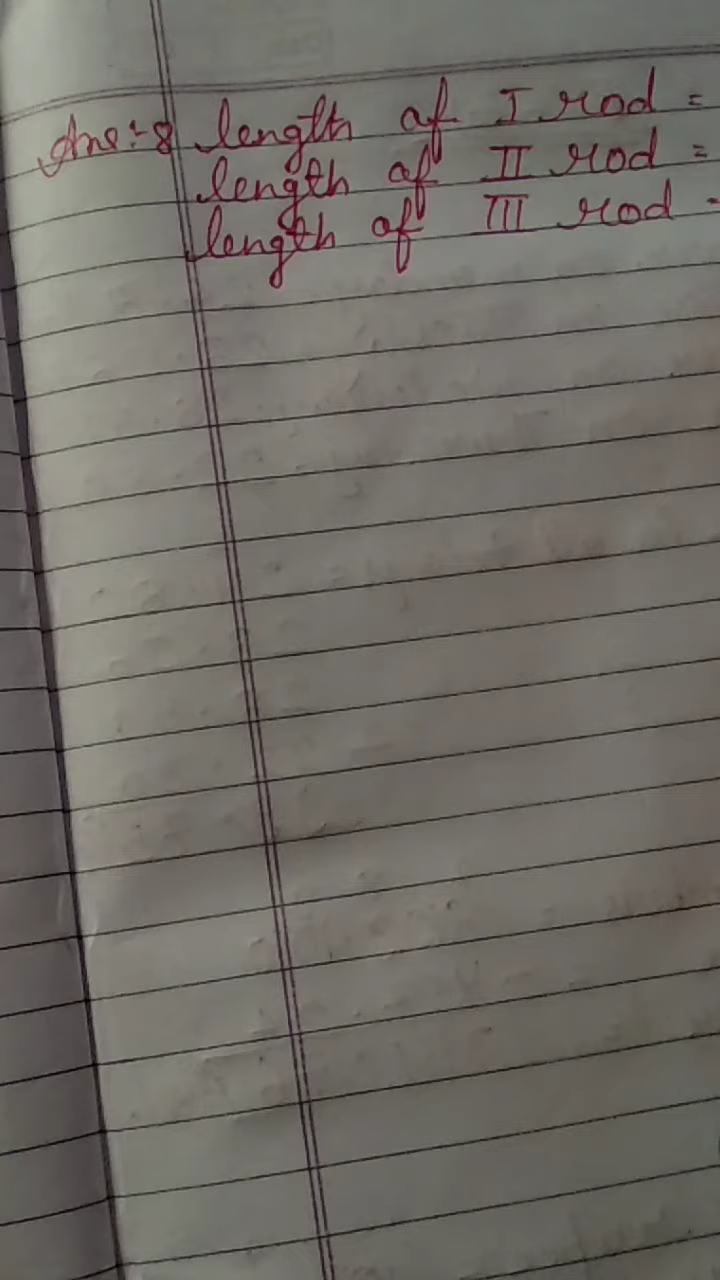 Ans:- 8 length of I rod =
length of II rod =
length of III rod =